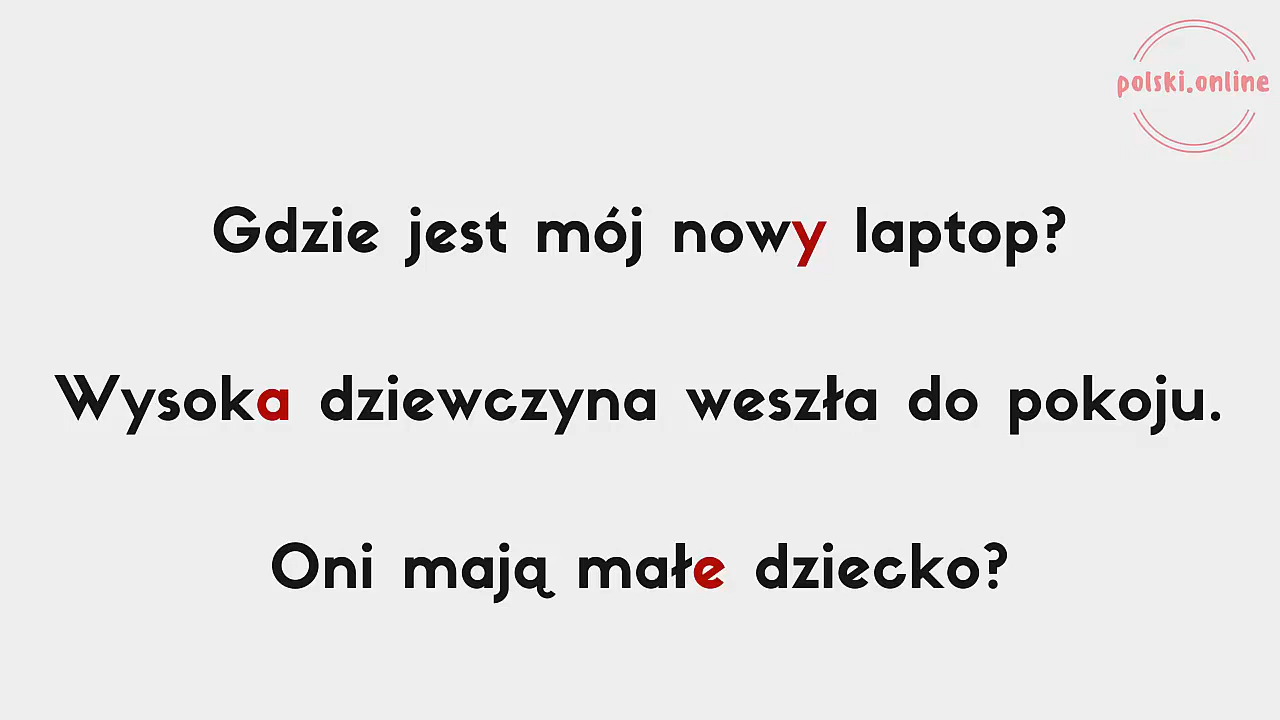 polski.online
Gdzie jest mój nowy laptop?
Wysoka dziewczyna weszła do pokoju.
Oni mają małe dziecko?